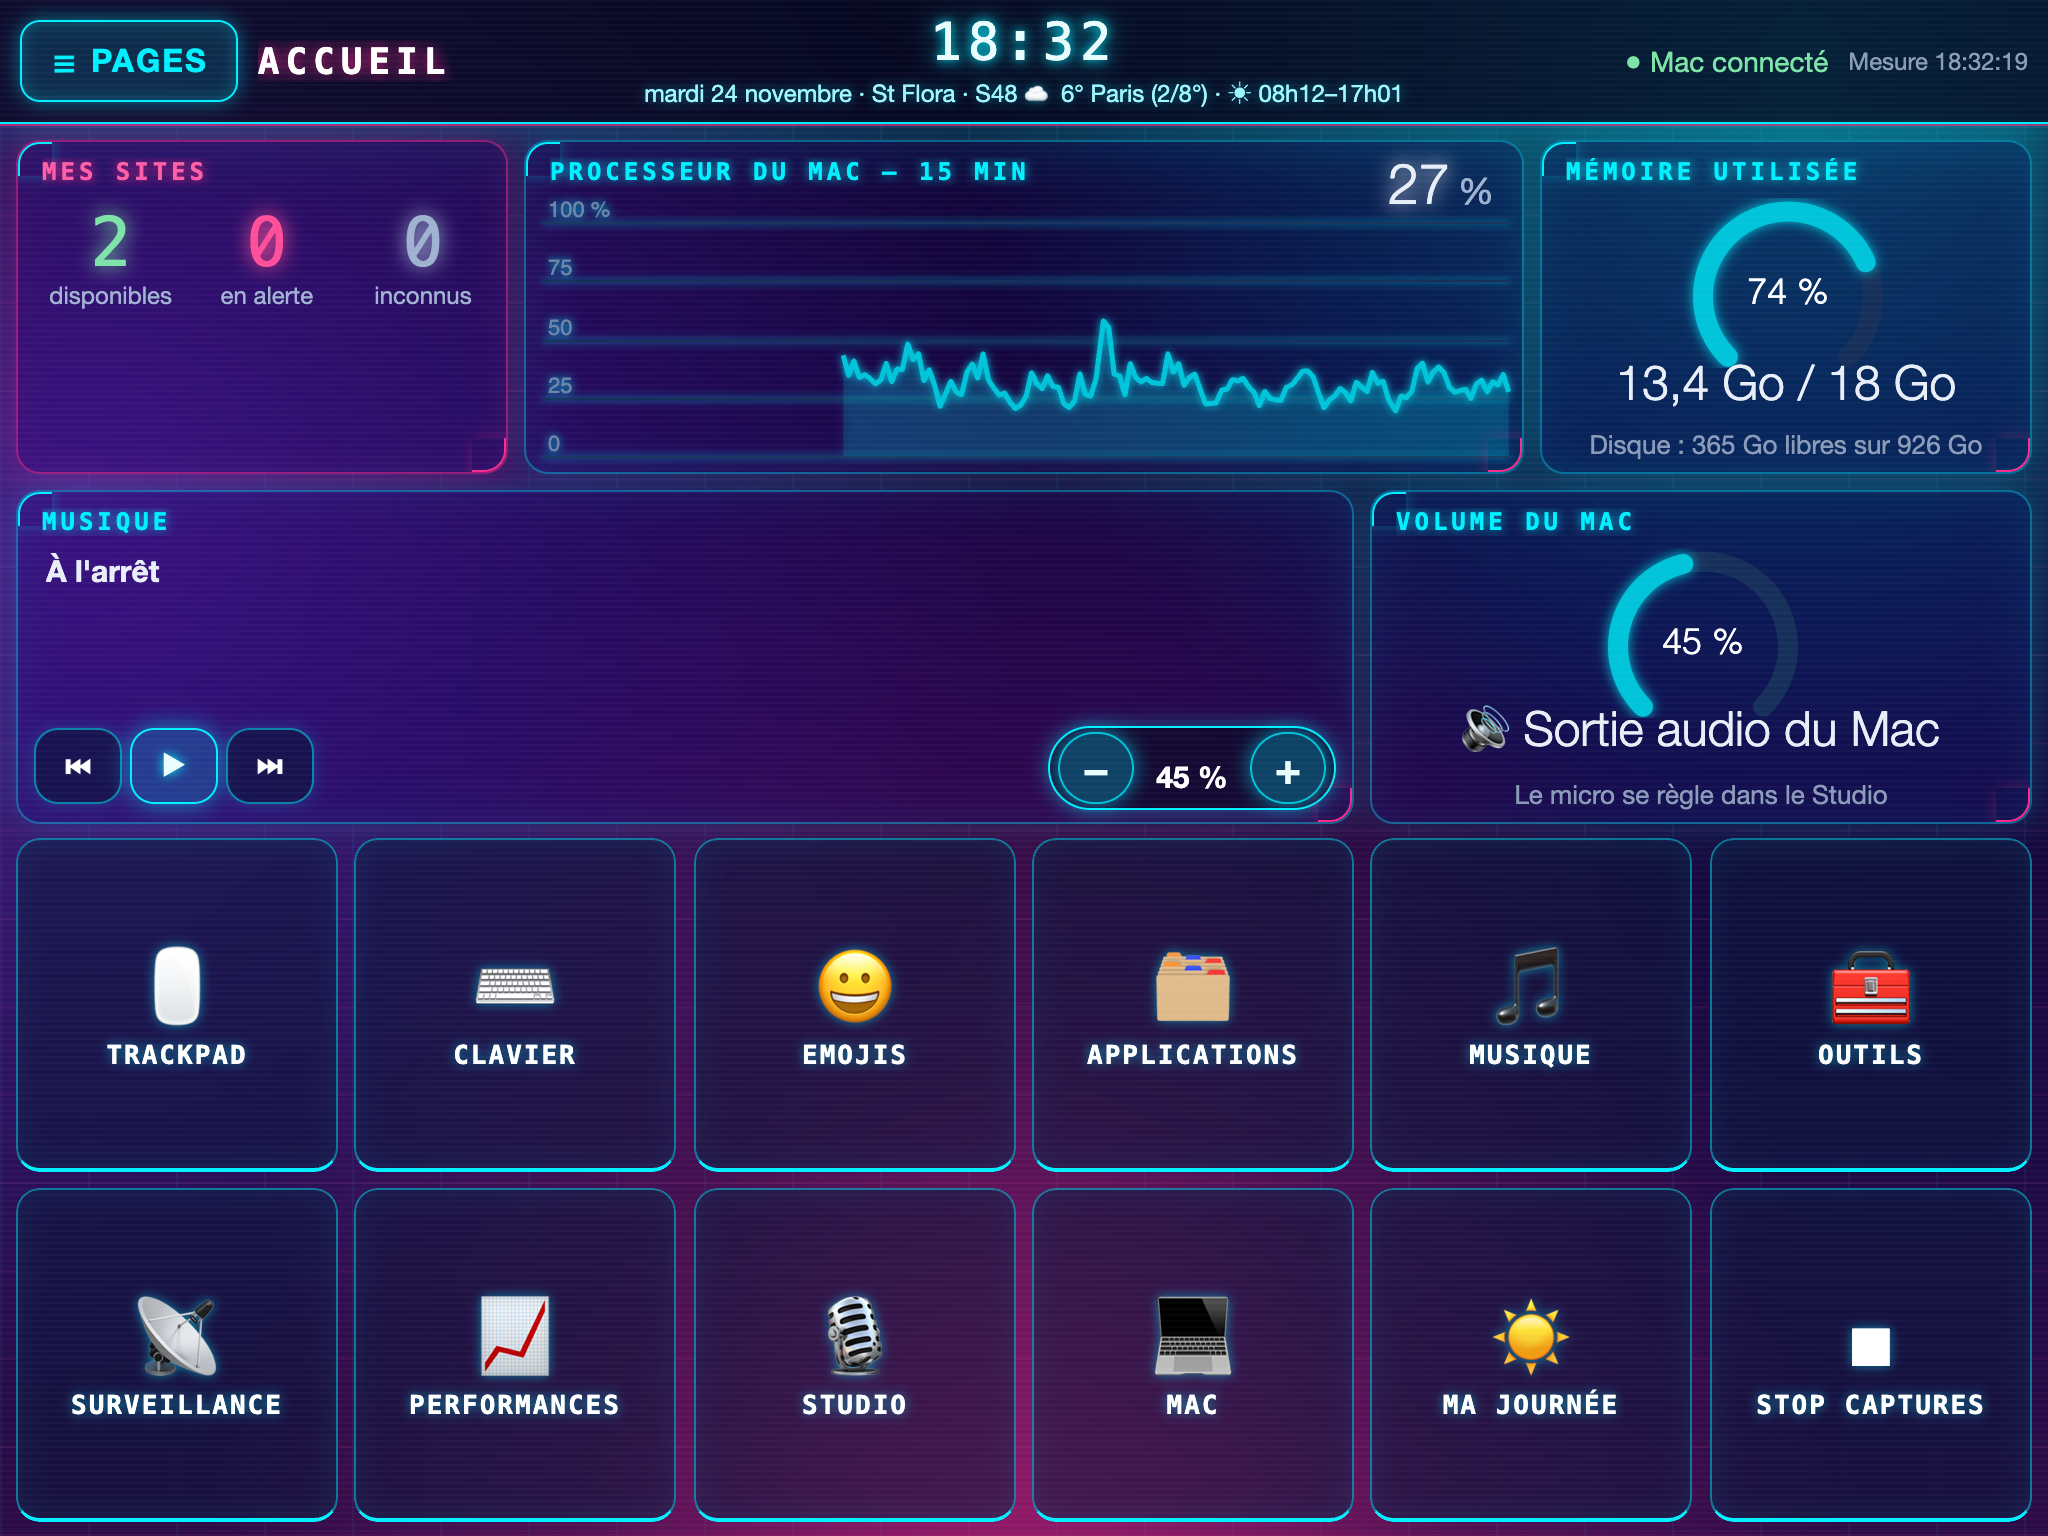 ≡ PAGES
ACCUEIL
18:32
mardi 24 novembre · St Flora · S48 ☁️ 6° Paris (2/8°) · ☀ 08h12–17h01
● Mac connecté
Mesure 18:32:19
MES SITES
2 0 0
disponibles en alerte inconnus
PROCESSEUR DU MAC — 15 MIN
27 %
100 %
75
50
25
0
MÉMOIRE UTILISÉE
74 %
13,4 Go / 18 Go
Disque : 365 Go libres sur 926 Go
MUSIQUE
À l'arrêt
− 45 % +
VOLUME DU MAC
45 %
🔊 Sortie audio du Mac
Le micro se règle dans le Studio
TRACKPAD
CLAVIER
EMOJIS
APPLICATIONS
MUSIQUE
OUTILS
SURVEILLANCE
PERFORMANCES
STUDIO
MAC
MA JOURNÉE
STOP CAPTURES